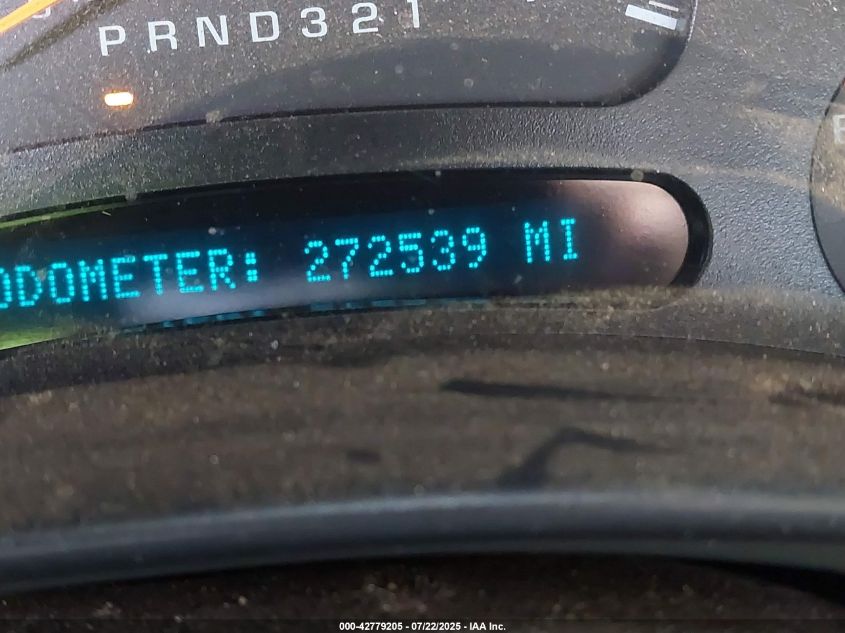 PRND321
ODOMETER: 272539 MI
000-42779205 - 07/22/2025 - IAA Inc.